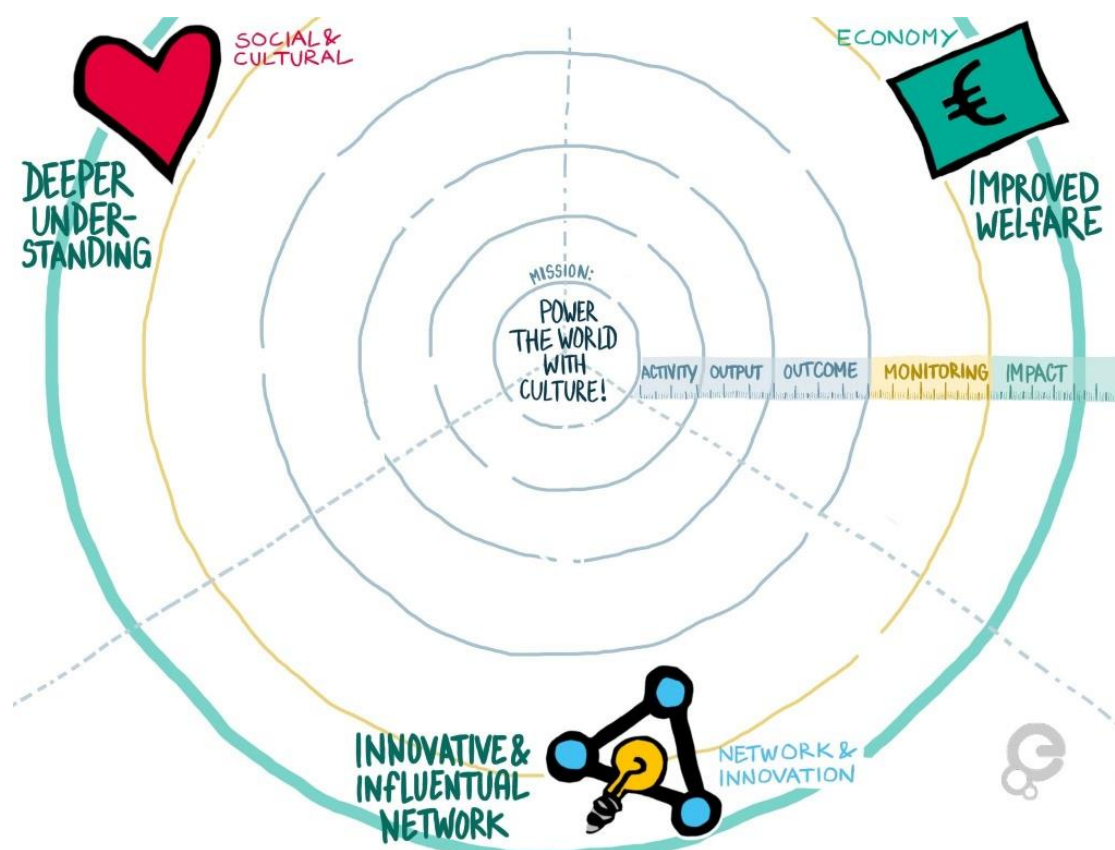 SOCIAL &
CULTURAL
DEEPER
UNDER-
STANDING
ECONOMY
€
IMPROVED
WELFARE
MISSION:
POWER
THE WORLD
WITH
CULTURE!
ACTIVITY OUTPUT OUTCOME MONITORING IMPACT
INNOVATIVE &
INFLUENTUAL
NETWORK
NETWORK &
INNOVATION
e